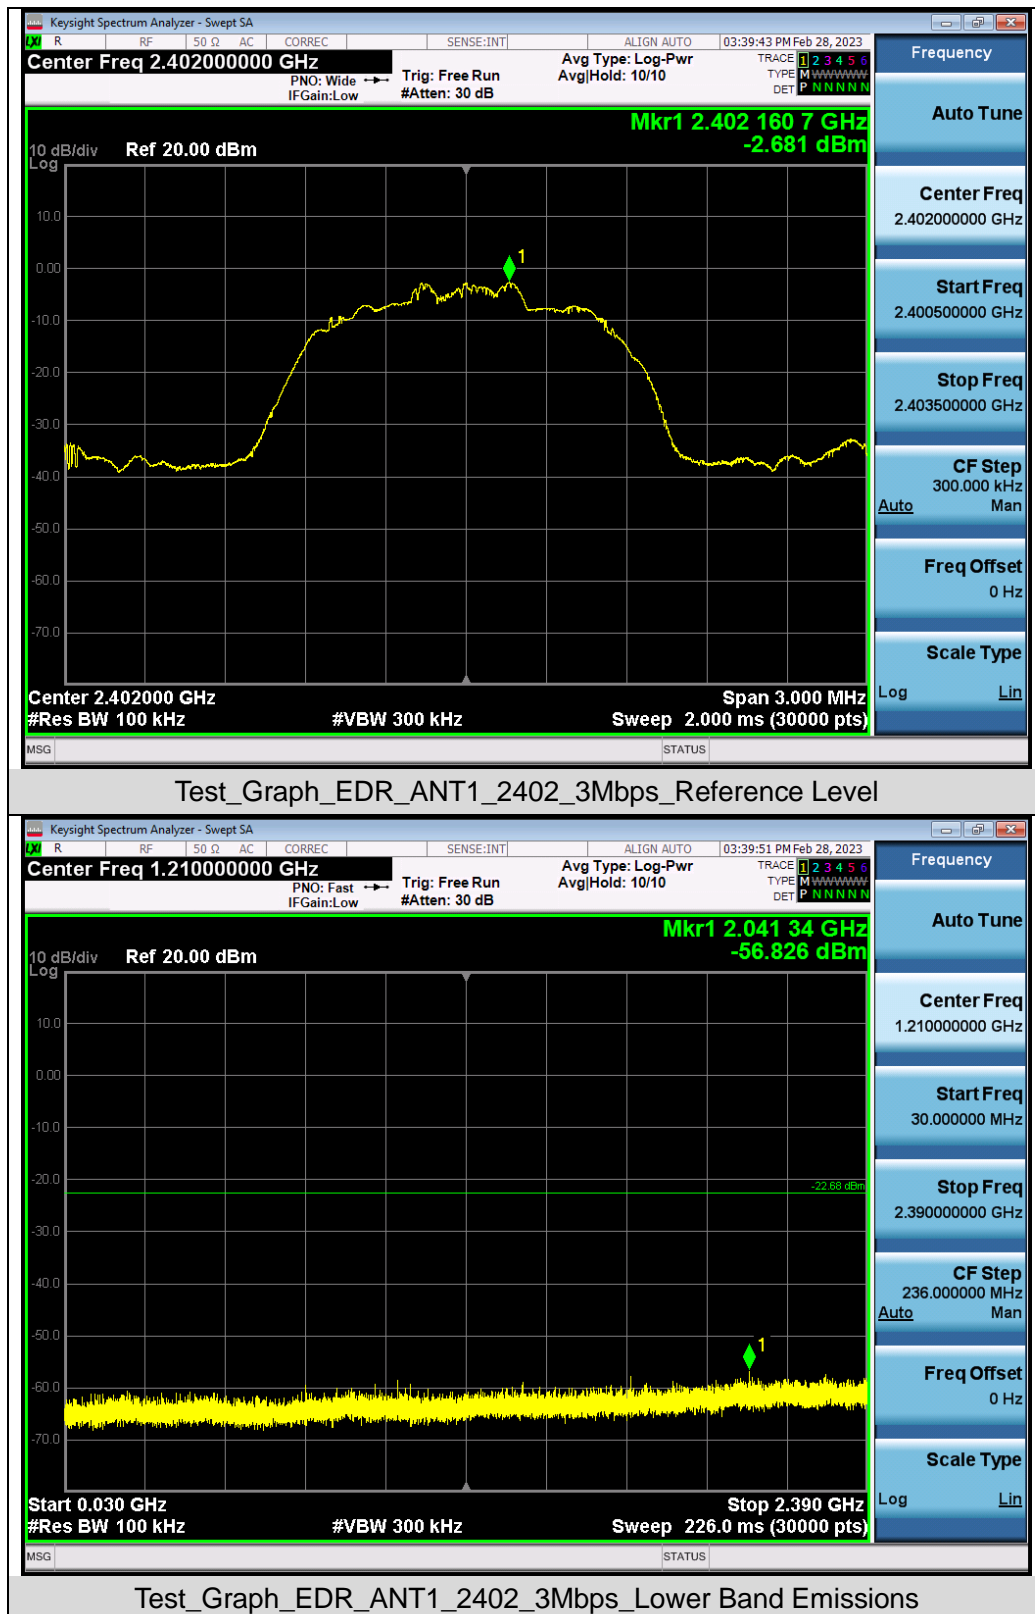 Keysight Spectrum Analyzer - Swept SA
LXI R RF 50 Ω AC CORREC SENSE:INT ALIGN AUTO 03:39:43 PM Feb 28, 2023
Center Freq 2.402000000 GHz
PNO: Wide
IFGain:Low
Trig: Free Run
#Atten: 30 dB
Avg Type: Log-Pwr
Avg|Hold: 10/10
TRACE 1 2 3 4 5 6
TYPE M W W W W W
DET P N N N N N
Mkr1 2.402 160 7 GHz
-2.681 dBm
10 dB/div Ref 20.00 dBm
Log
10.0
0.00
1
-10.0
-20.0
-30.0
-40.0
-50.0
-60.0
-70.0
Center 2.402000 GHz Span 3.000 MHz
#Res BW 100 kHz #VBW 300 kHz Sweep 2.000 ms (30000 pts)
MSG STATUS
Frequency
Auto Tune
Center Freq
2.402000000 GHz
Start Freq
2.400500000 GHz
Stop Freq
2.403500000 GHz
CF Step
300.000 kHz
Auto Man
Freq Offset
0 Hz
Scale Type
Log Lin
Test_Graph_EDR_ANT1_2402_3Mbps_Reference Level
Keysight Spectrum Analyzer - Swept SA
LXI R RF 50 Ω AC CORREC SENSE:INT ALIGN AUTO 03:39:51 PM Feb 28, 2023
Center Freq 1.210000000 GHz
PNO: Fast
IFGain:Low
Trig: Free Run
#Atten: 30 dB
Avg Type: Log-Pwr
Avg|Hold: 10/10
TRACE 1 2 3 4 5 6
TYPE M W W W W W
DET P N N N N N
Mkr1 2.041 34 GHz
-56.826 dBm
10 dB/div Ref 20.00 dBm
Log
10.0
0.00
-10.0
-20.0
-22.68 dBm
-30.0
-40.0
-50.0
1
-60.0
-70.0
Start 0.030 GHz Stop 2.390 GHz
#Res BW 100 kHz #VBW 300 kHz Sweep 226.0 ms (30000 pts)
MSG STATUS
Frequency
Auto Tune
Center Freq
1.210000000 GHz
Start Freq
30.000000 MHz
Stop Freq
2.390000000 GHz
CF Step
236.000000 MHz
Auto Man
Freq Offset
0 Hz
Scale Type
Log Lin
Test_Graph_EDR_ANT1_2402_3Mbps_Lower Band Emissions